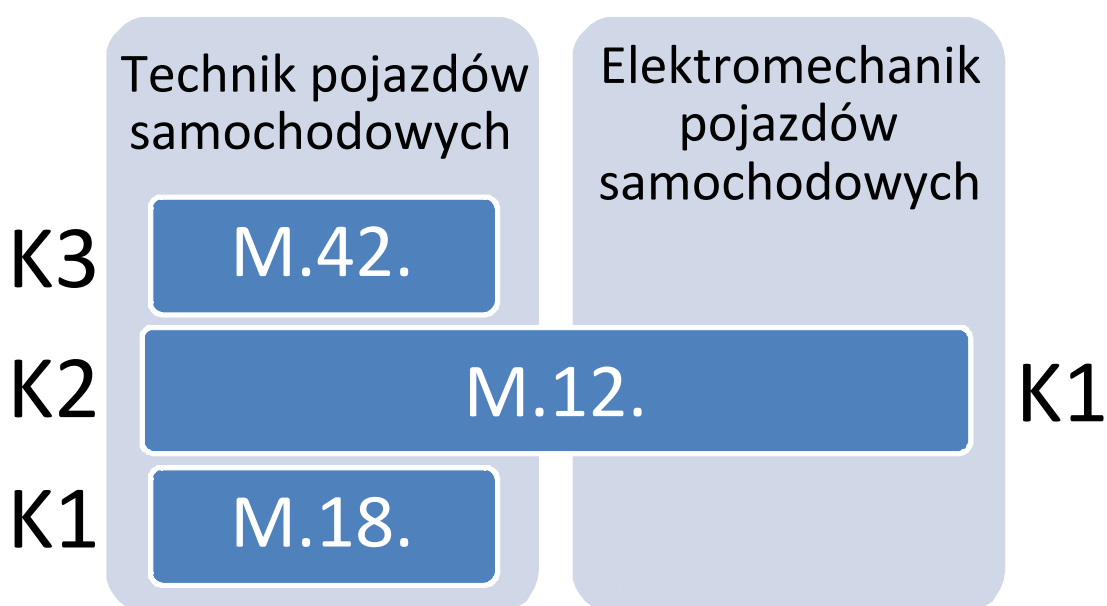 Technik pojazdów
samochodowych
Elektromechanik
pojazdów
samochodowych
K3
M.42.
K2
M.12.
K1
K1
M.18.